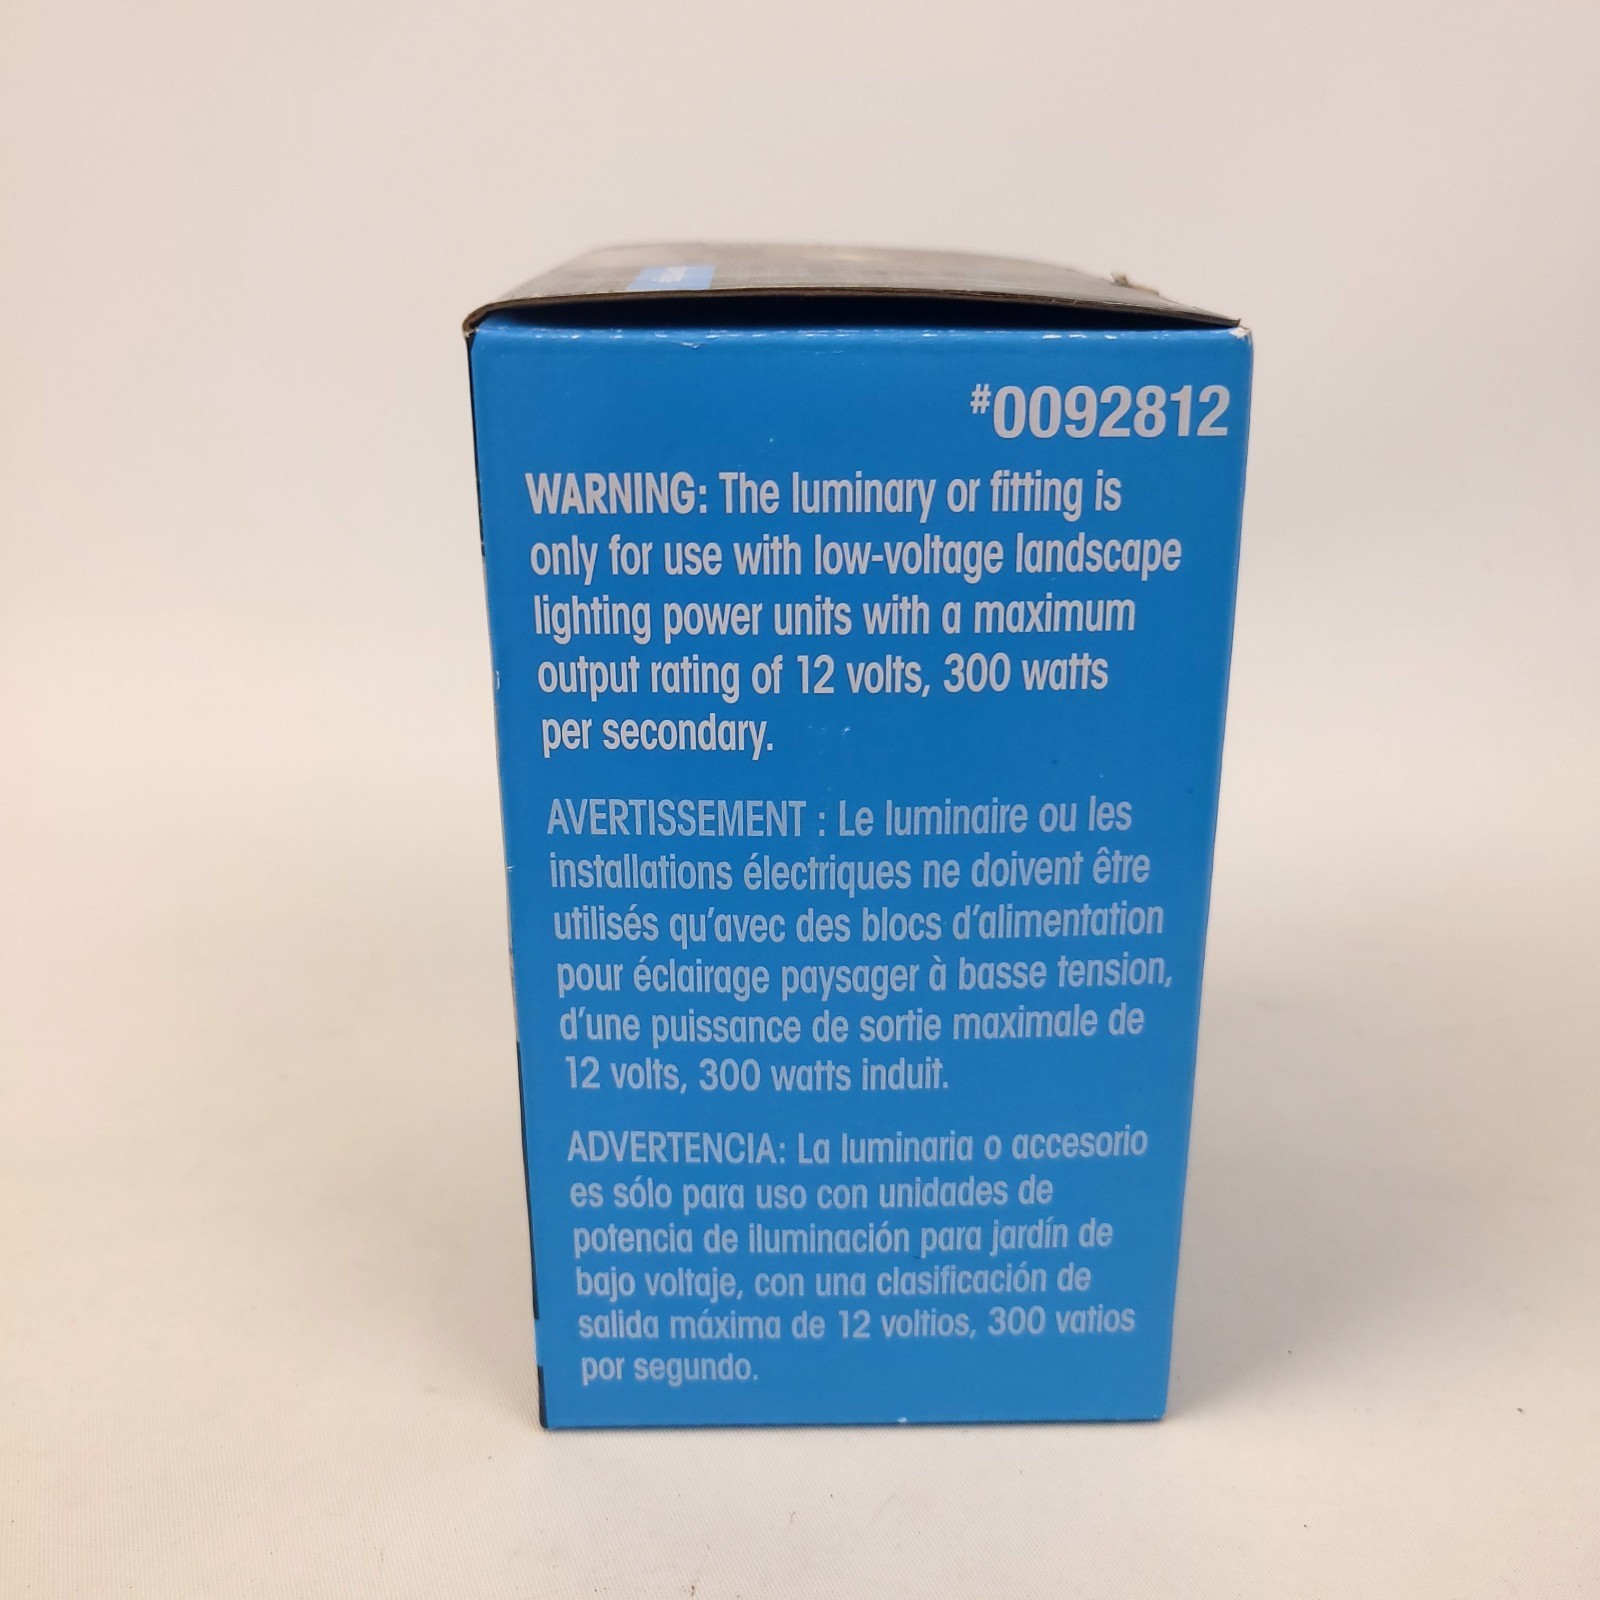 #0092812
WARNING: The luminary or fitting is
only for use with low-voltage landscape
lighting power units with a maximum
output rating of 12 volts, 300 watts
per secondary.
AVERTISSEMENT : Le luminaire ou les
installations électriques ne doivent être
utilisés qu'avec des blocs d'alimentation
pour éclairage paysager à basse tension,
d'une puissance de sortie maximale de
12 volts, 300 watts induit.
ADVERTENCIA: La luminaria o accesorio
es sólo para uso con unidades de
potencia de iluminación para jardín de
bajo voltaje, con una clasificación de
salida máxima de 12 voltios, 300 vatios
por segundo.